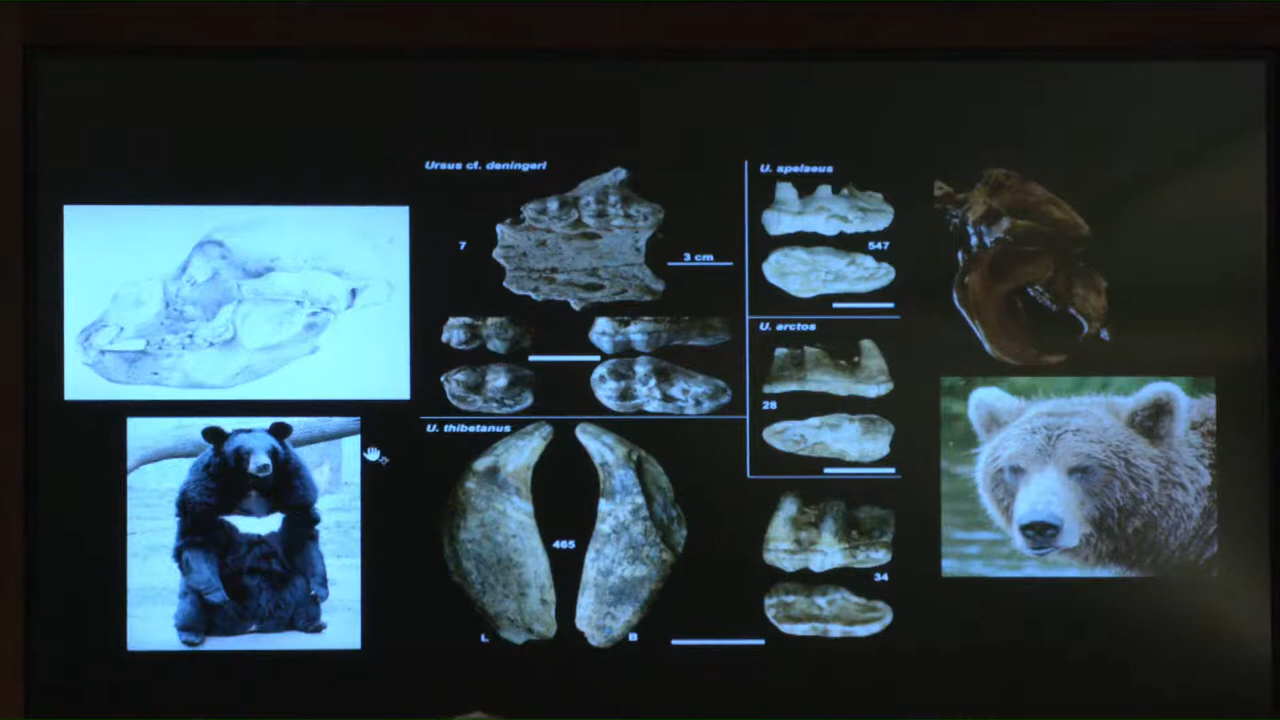 Ursus cf. deningeri
7
3 cm
U. spelaeus
547
U. arctos
28
U. thibetanus
465
L
B
34